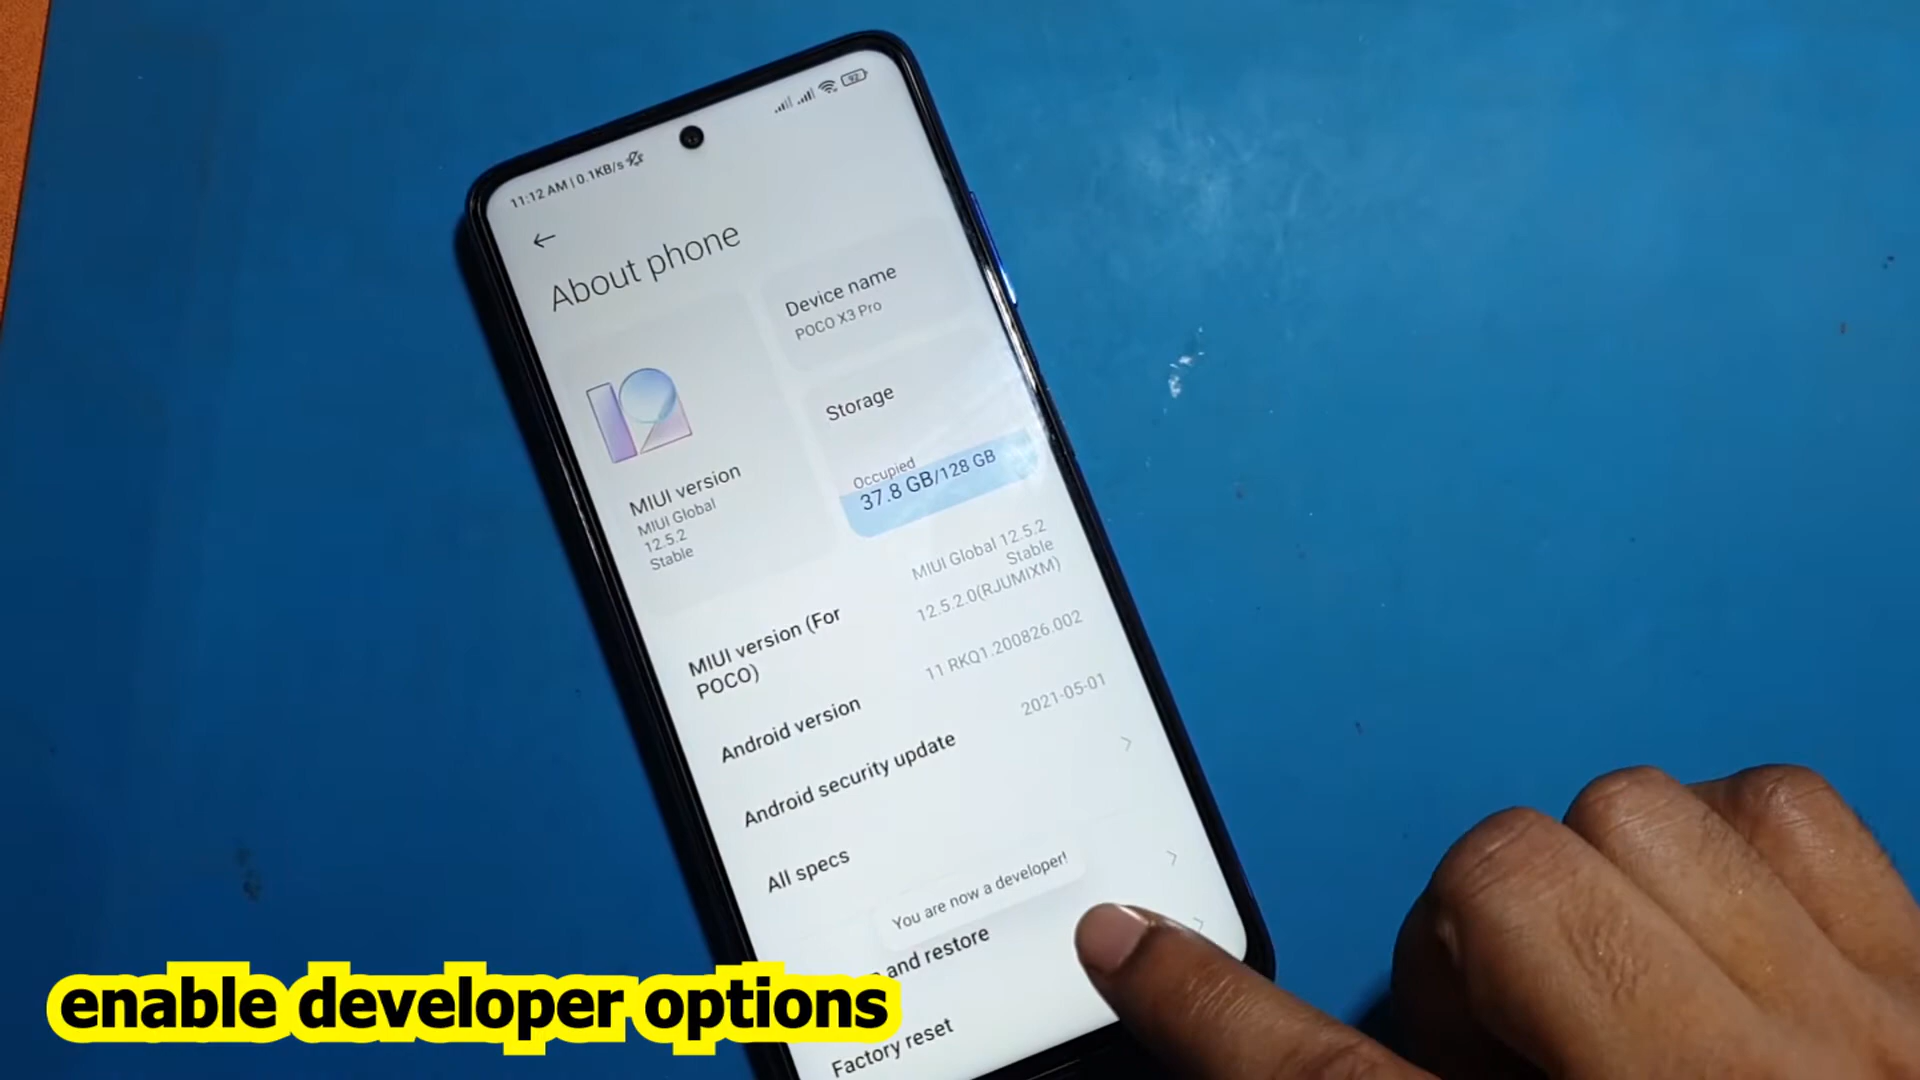 11:12 AM | 0.1KB/s
92
About phone
Device name
POCO X3 Pro
Storage
Occupied
37.8 GB/128 GB
12
MIUI version
MIUI Global
12.5.2
Stable
MIUI version (For
POCO)
MIUI Global 12.5.2
Stable
12.5.2.0(RJUMIXM)
Android version
11 RKQ1.200826.002
Android security update
2021-05-01
All specs
You are now a developer!
and restore
Factory reset
enable developer options